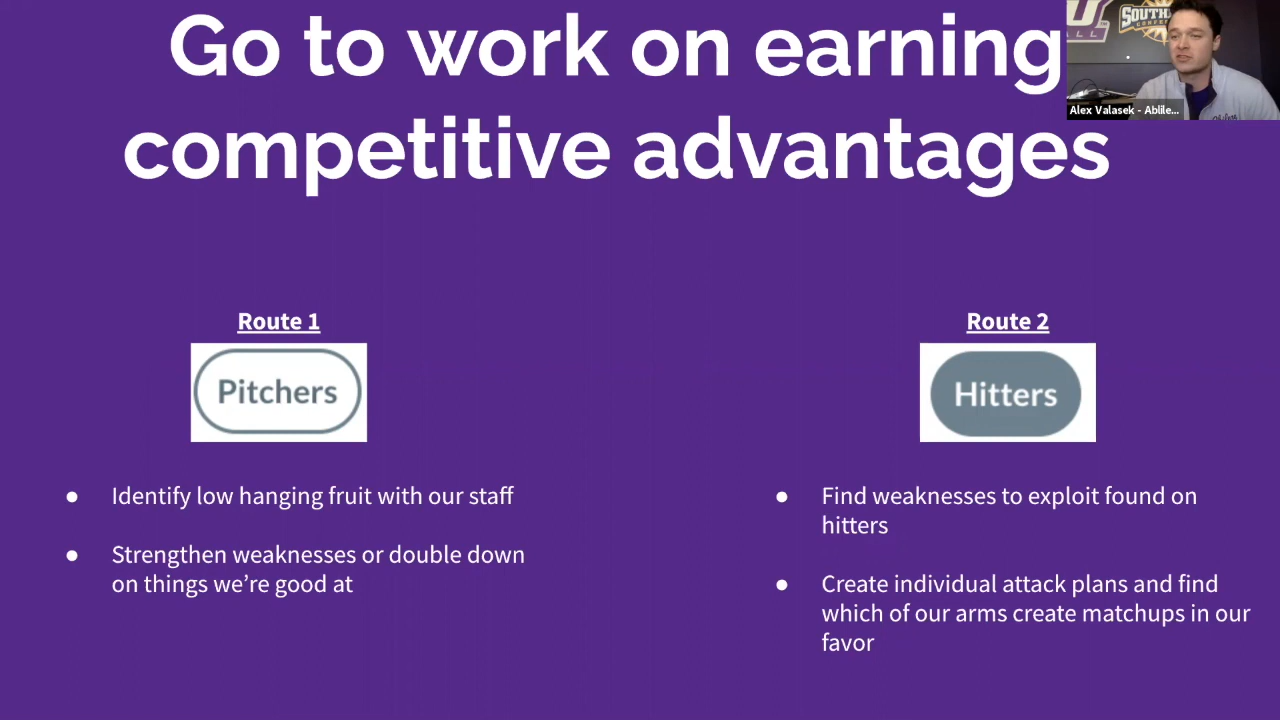 Go to work on earning
competitive advantages
U
ALL
SOUTH
Alex Valasek - Ablile...
Route 1
Route 2
Pitchers
Hitters
● Identify low hanging fruit with our staff
● Strengthen weaknesses or double down
on things we’re good at
● Find weaknesses to exploit found on
hitters
● Create individual attack plans and find
which of our arms create matchups in our
favor